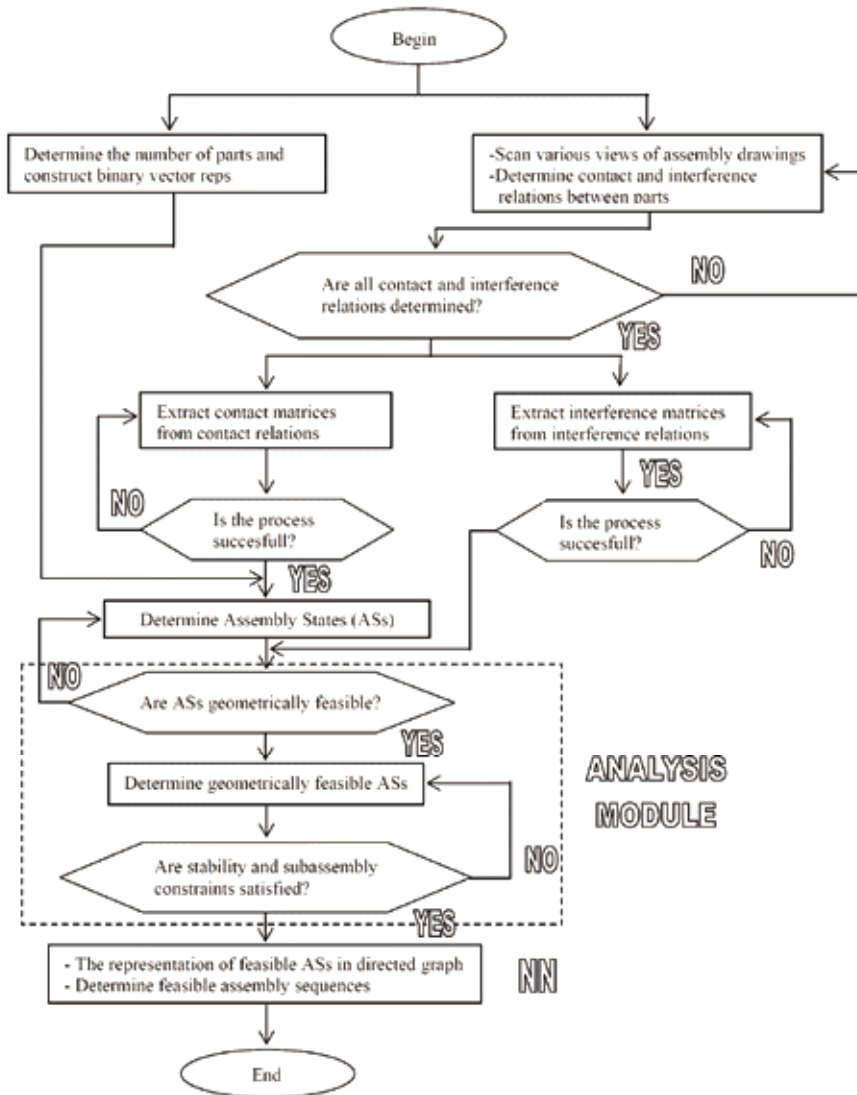 Begin
Determine the number of parts and
construct binary vector reps
-Scan various views of assembly drawings
-Determine contact and interference
relations between parts
Are all contact and interference
relations determined?
NO
YES
Extract contact matrices
from contact relations
Extract interference matrices
from interference relations
NO
YES
Is the process
succesfull?
Is the process
succesfull?
NO
YES
Determine Assembly States (ASs)
NO
Are ASs geometrically feasible?
YES
Determine geometrically feasible ASs
ANALYSIS
MODULE
Are stability and subassembly
constraints satisfied?
NO
YES
- The representation of feasible ASs in directed graph
- Determine feasible assembly sequences
NN
End